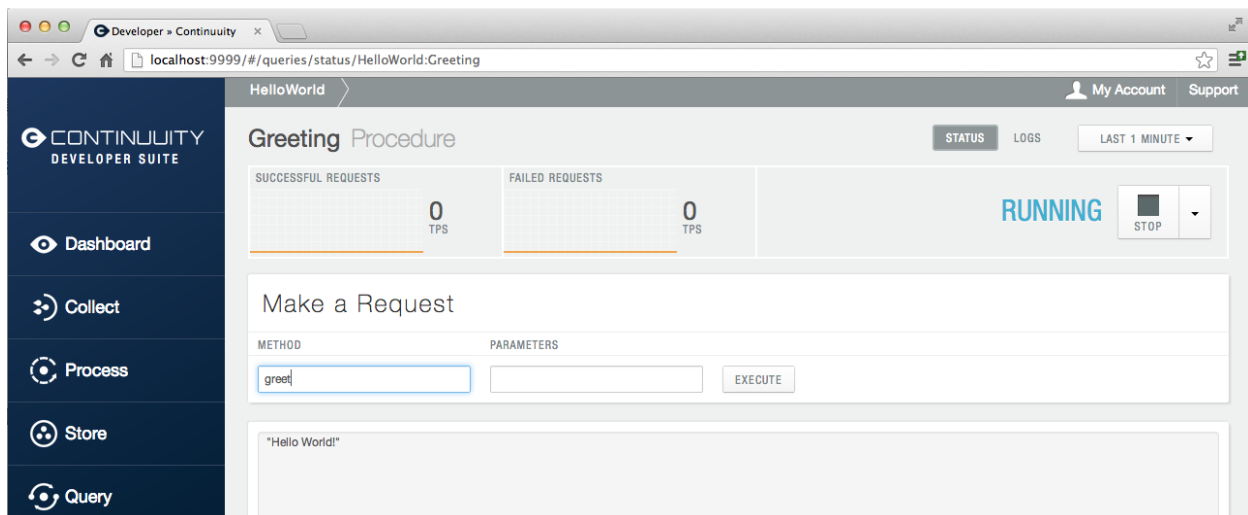 Developer » Continuuity
localhost:9999/#/queries/status/HelloWorld:Greeting
HelloWorld
My Account
Support
CONTINUUITY
DEVELOPER SUITE
Greeting Procedure
STATUS
LOGS
LAST 1 MINUTE
SUCCESSFUL REQUESTS
0
TPS
FAILED REQUESTS
0
TPS
RUNNING
STOP
Dashboard
Collect
Process
Store
Query
Make a Request
METHOD
PARAMETERS
greet
EXECUTE
"Hello World!"